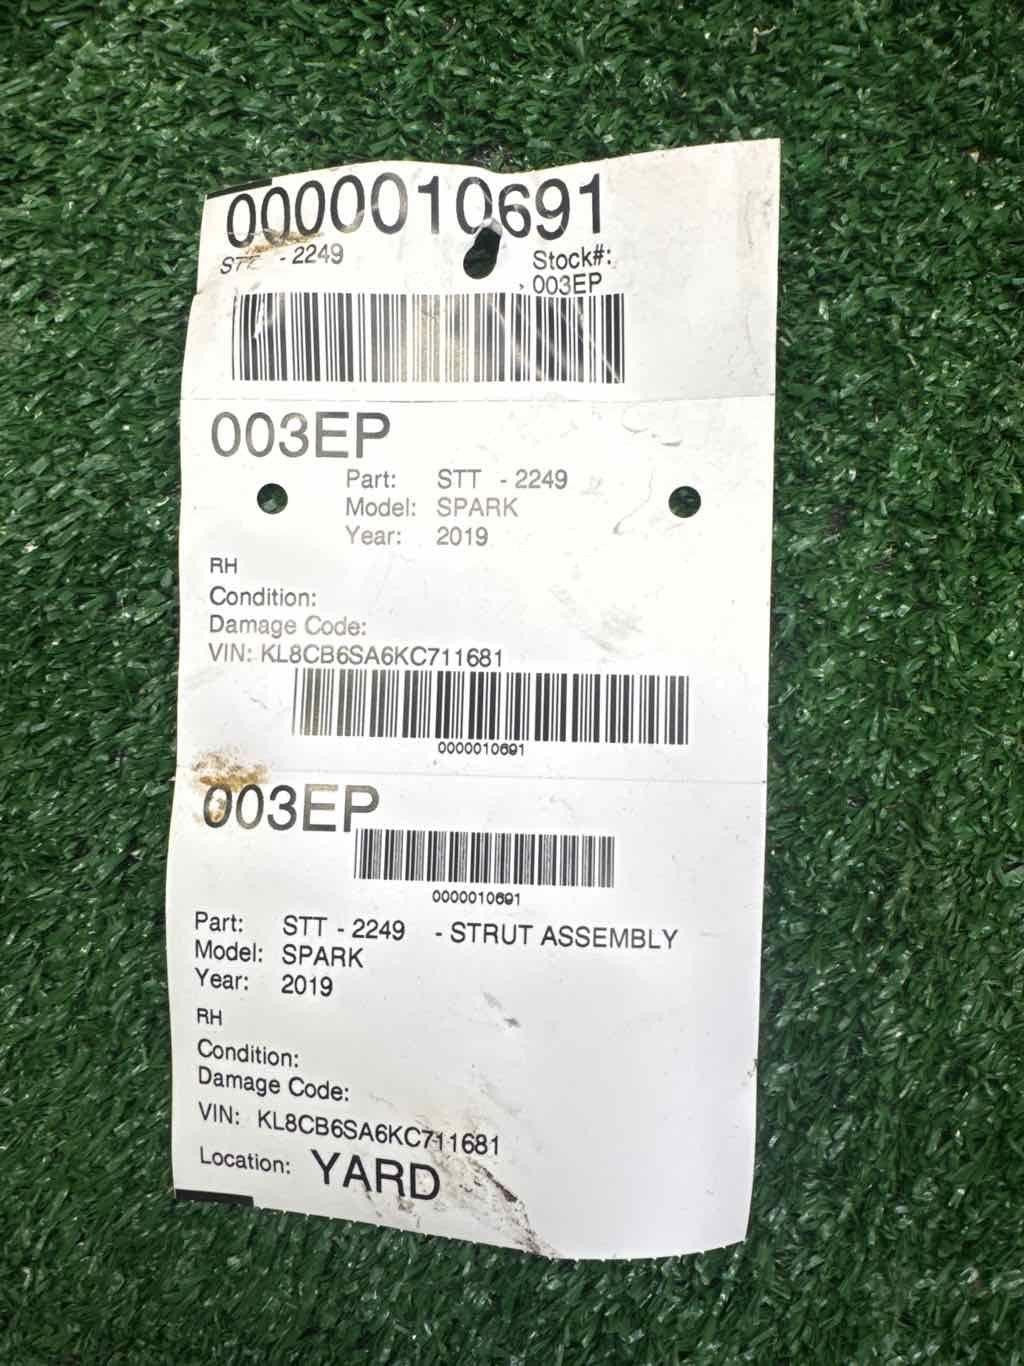 0000010691
STT - 2249
Stock#:
003EP
003EP
Part: STT - 2249
Model: SPARK
Year: 2019
RH
Condition:
Damage Code:
VIN: KL8CB6SA6KC711681
0000010691
003EP
0000010691
Part: STT - 2249 - STRUT ASSEMBLY
Model: SPARK
Year: 2019
RH
Condition:
Damage Code:
VIN: KL8CB6SA6KC711681
Location: YARD